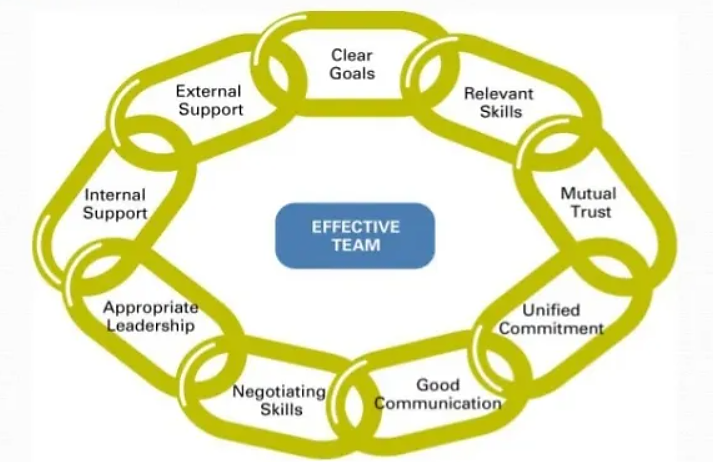 Clear
Goals
Relevant
Skills
Mutual
Trust
Unified
Commitment
Good
Communication
Negotiating
Skills
Appropriate
Leadership
Internal
Support
External
Support
EFFECTIVE
TEAM